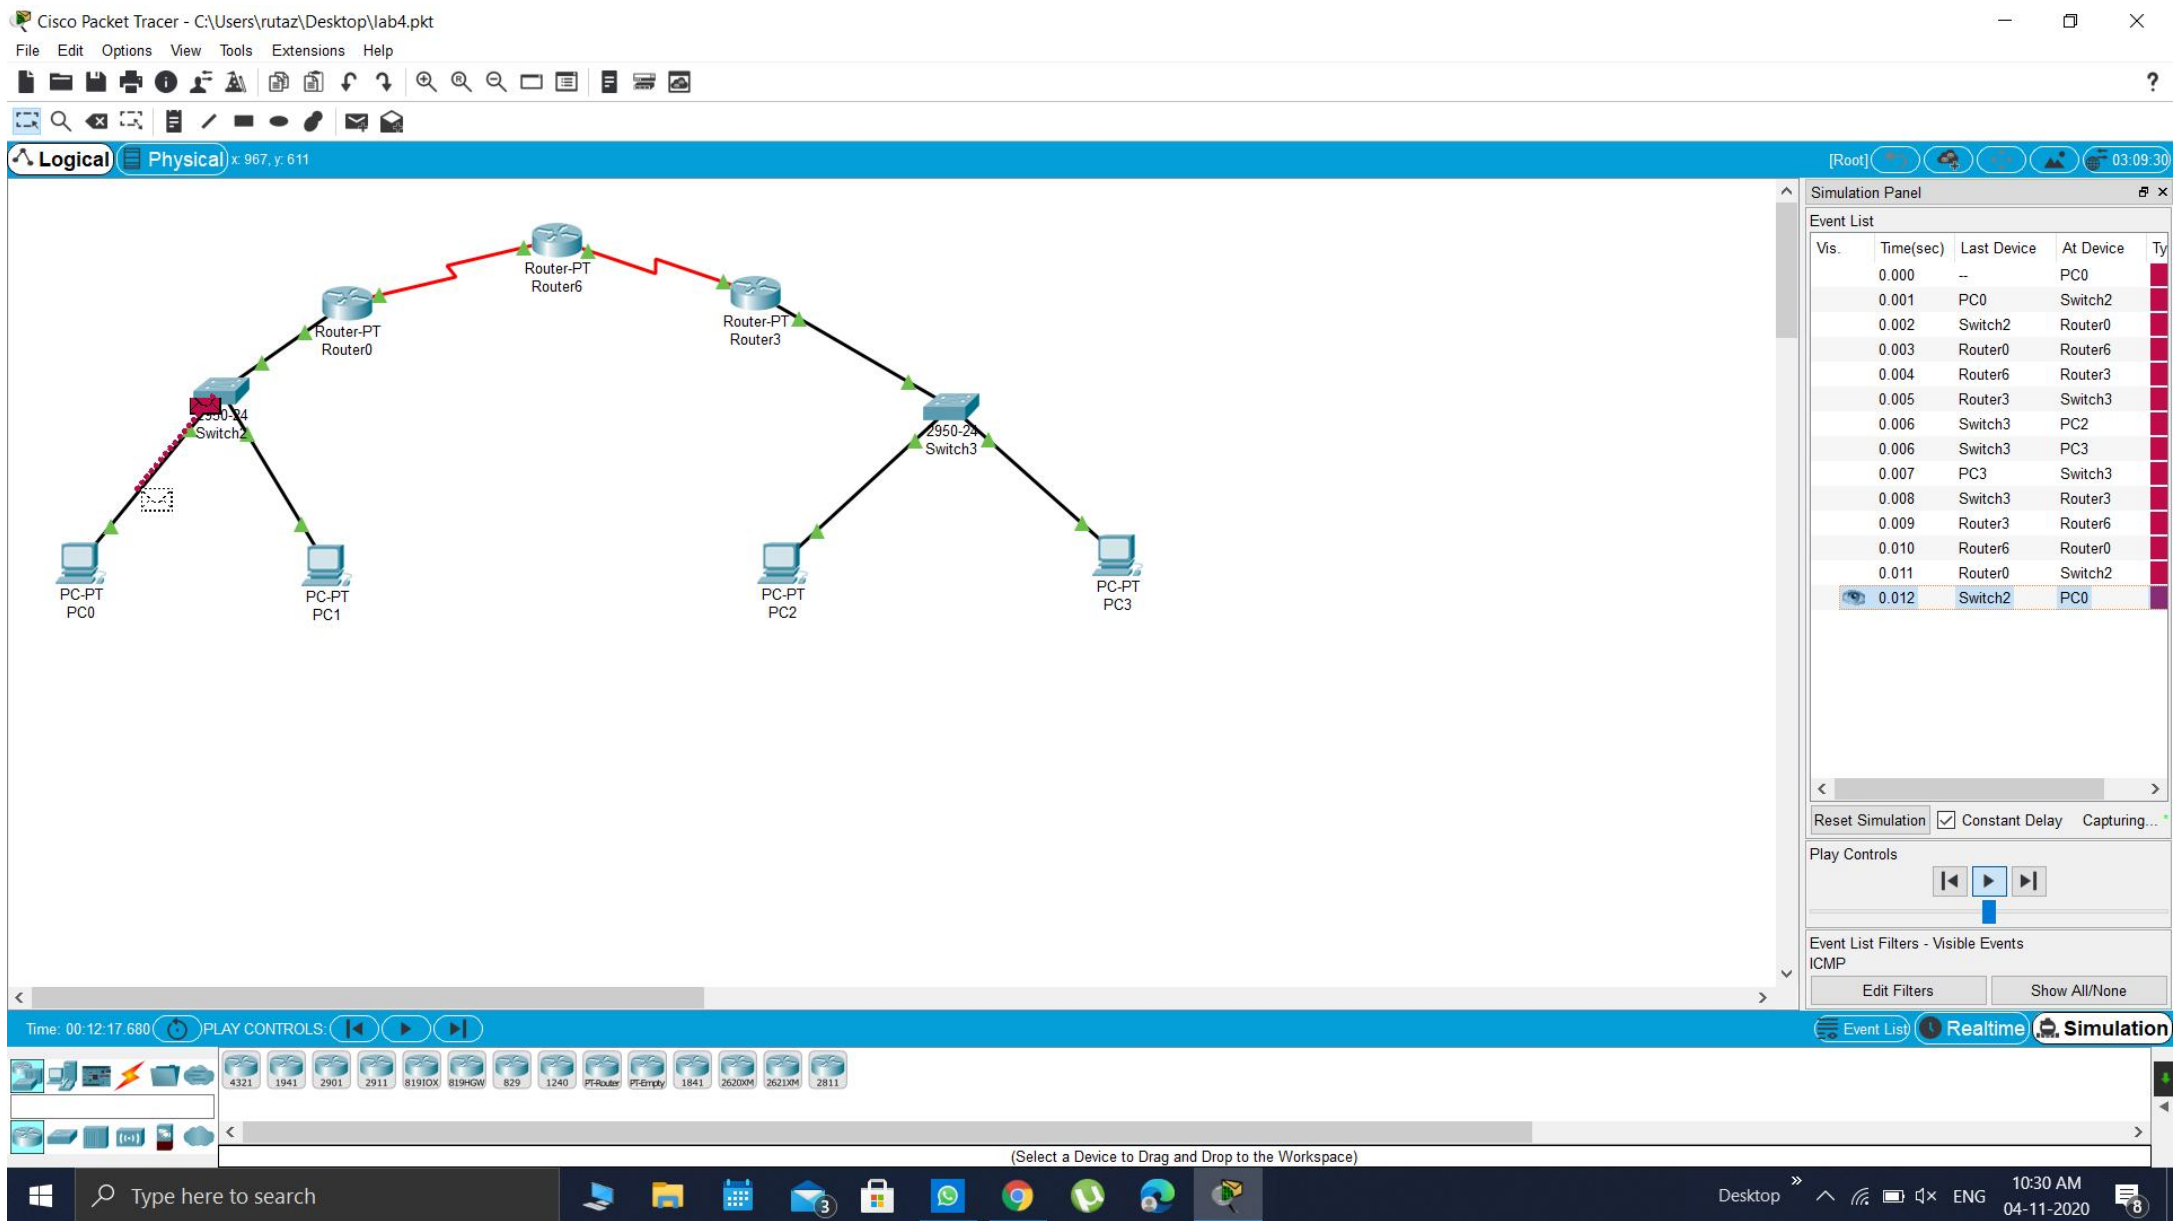 Cisco Packet Tracer - C:\Users\rutaz\Desktop\lab4.pkt
File Edit Options View Tools Extensions Help
Logical Physical x: 967, y: 611 [Root] 03:09:30
Simulation Panel
Event List
Vis. Time(sec) Last Device At Device Ty
0.000 -- PC0
0.001 PC0 Switch2
0.002 Switch2 Router0
0.003 Router0 Router6
0.004 Router6 Router3
0.005 Router3 Switch3
0.006 Switch3 PC2
0.006 Switch3 PC3
0.007 PC3 Switch3
0.008 Switch3 Router3
0.009 Router3 Router6
0.010 Router6 Router0
0.011 Router0 Switch2
0.012 Switch2 PC0
Router-PT
Router6
Router-PT
Router0
Router-PT
Router3
2950-24
Switch2
2950-24
Switch3
PC-PT
PC0
PC-PT
PC1
PC-PT
PC2
PC-PT
PC3
Reset Simulation Constant Delay Capturing...
Play Controls
Event List Filters - Visible Events
ICMP
Edit Filters Show All/None
Time: 00:12:17.680 PLAY CONTROLS: Event List Realtime Simulation
4321 1941 2901 2911 819IOX 819HGW 829 1240 PT-Router PT-Empty 1841 2620XM 2621XM 2811
(Select a Device to Drag and Drop to the Workspace)
Type here to search 3 Desktop ENG 10:30 AM
04-11-2020 8